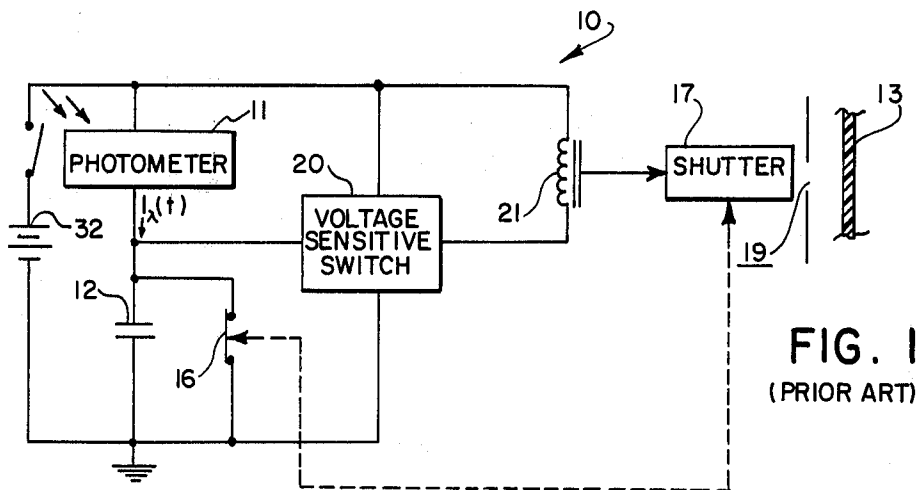 10
11
PHOTOMETER
I_λ(t)
32
20
VOLTAGE
SENSITIVE
SWITCH
21
17
SHUTTER
13
19
12
16
FIG. 1
(PRIOR ART)